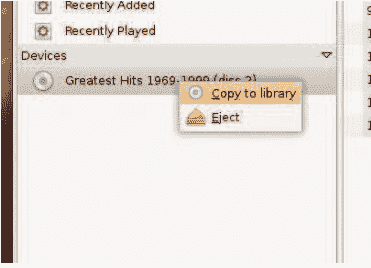 Recently Added
Recently Played
Devices
Greatest Hits 1969-1999 (disc 2)
Copy to library
Eject